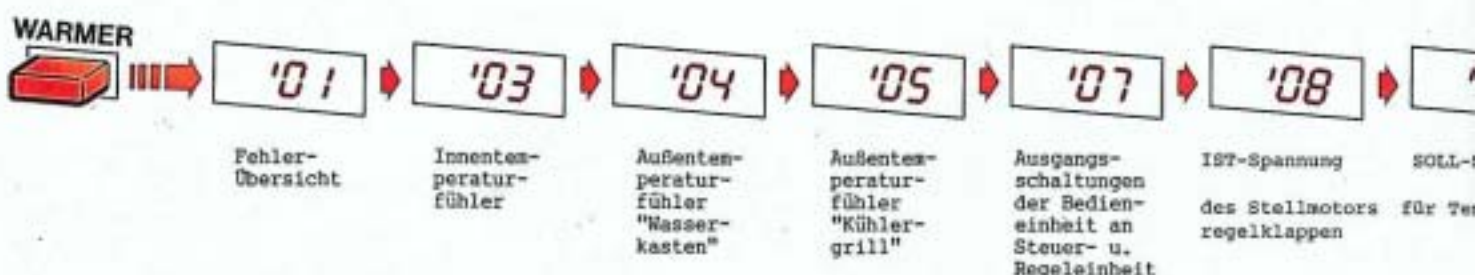 WARMER
'01
'03
'04
'05
'07
'08
Fehler-
Übersicht
Innentem-
peratur-
fühler
Außentem-
peratur-
fühler
"Wasser-
kasten"
Außentem-
peratur-
fühler
"Kühler-
grill"
Ausgangs-
schaltungen
der Bedien-
einheit an
Steuer- u.
Regeleinheit
IST-Spannung
des Stellmotors
regelklappen
SOLL-
für